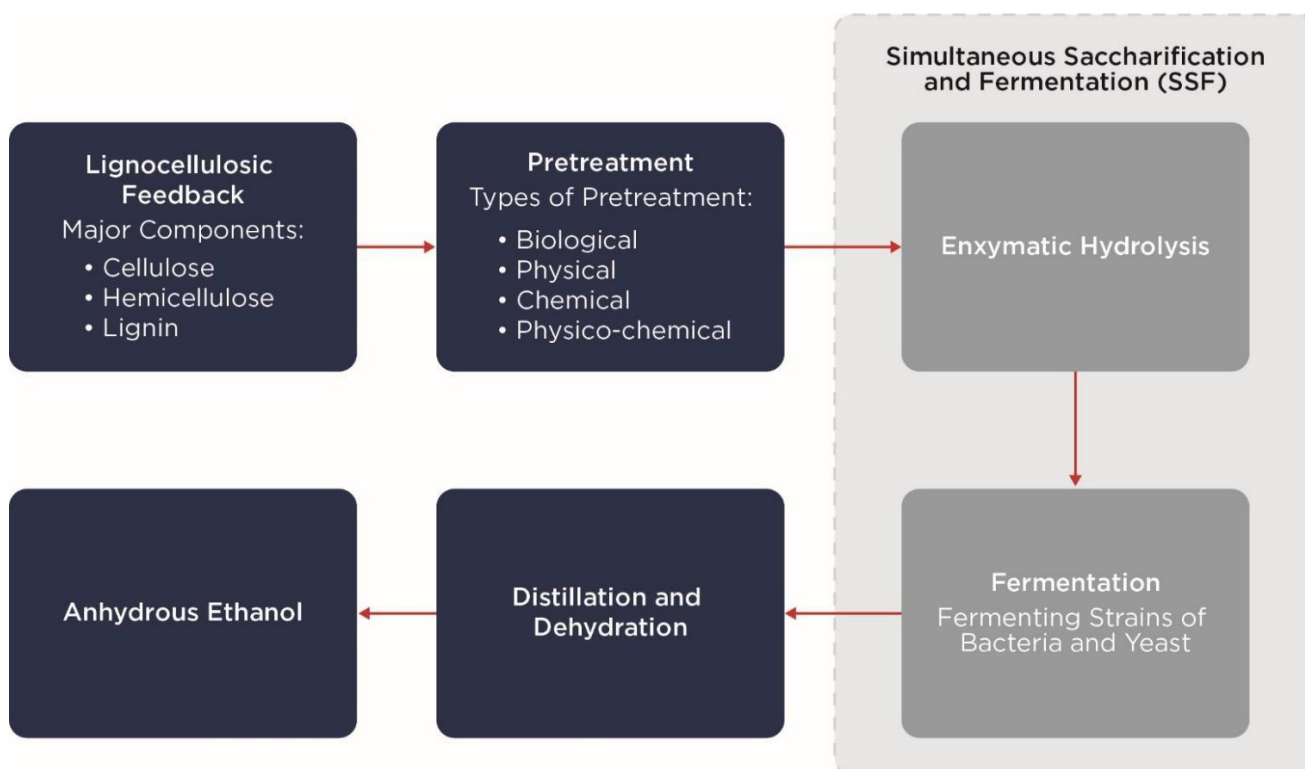 Simultaneous Saccharification
and Fermentation (SSF)
Lignocellulosic
Feedback
Major Components:
• Cellulose
• Hemicellulose
• Lignin
Pretreatment
Types of Pretreatment:
• Biological
• Physical
• Chemical
• Physico-chemical
Enxymatic Hydrolysis
Anhydrous Ethanol
Distillation and
Dehydration
Fermentation
Fermenting Strains of
Bacteria and Yeast